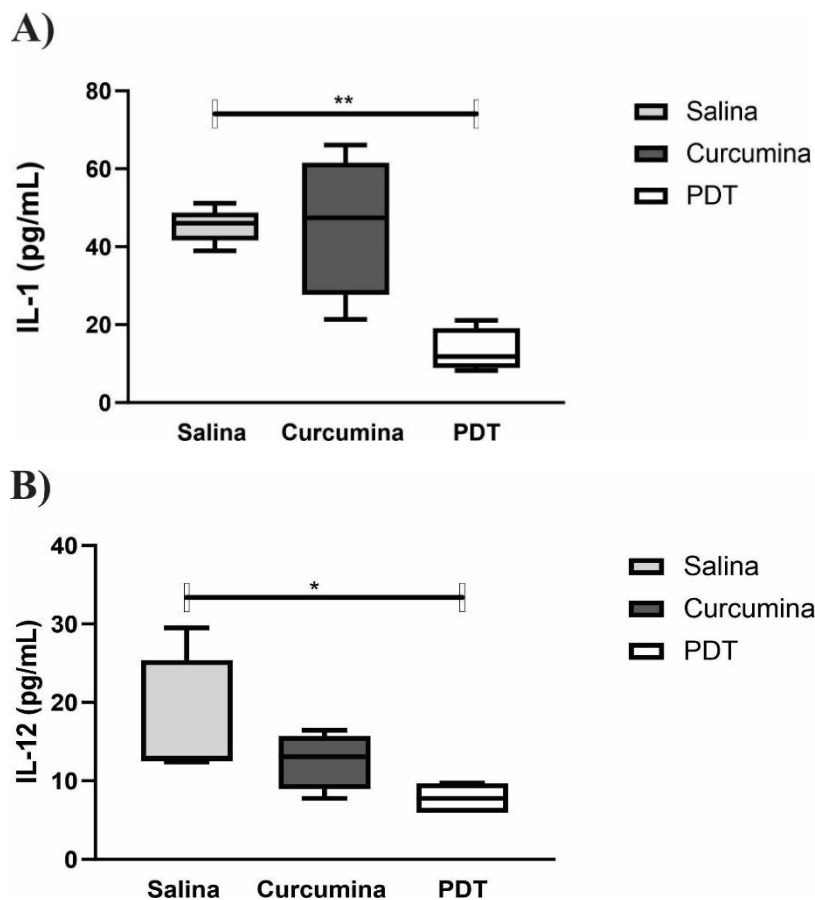 A)
IL-1 (pg/mL)
80
60
40
20
0
**
Salina
Curcumina
PDT
Salina Curcumina PDT
B)
IL-12 (pg/mL)
40
30
20
10
0
*
Salina
Curcumina
PDT
Salina Curcumina PDT